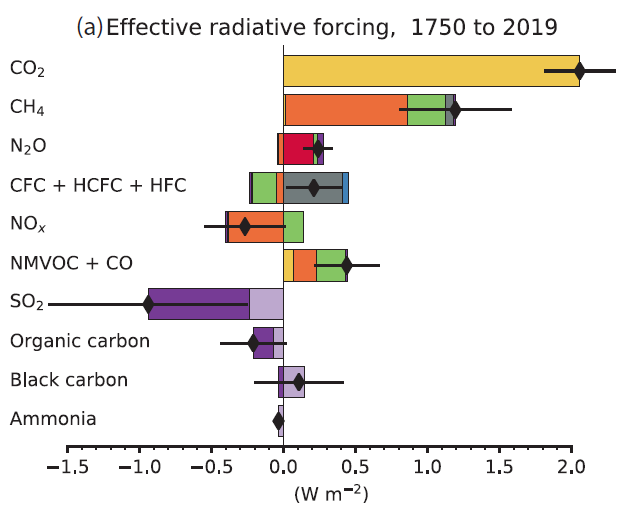 (a) Effective radiative forcing, 1750 to 2019
CO₂
CH₄
N₂O
CFC + HCFC + HFC
NOₓ
NMVOC + CO
SO₂
Organic carbon
Black carbon
Ammonia
−1.5 −1.0 −0.5 0.0 0.5 1.0 1.5 2.0
(W m⁻²)